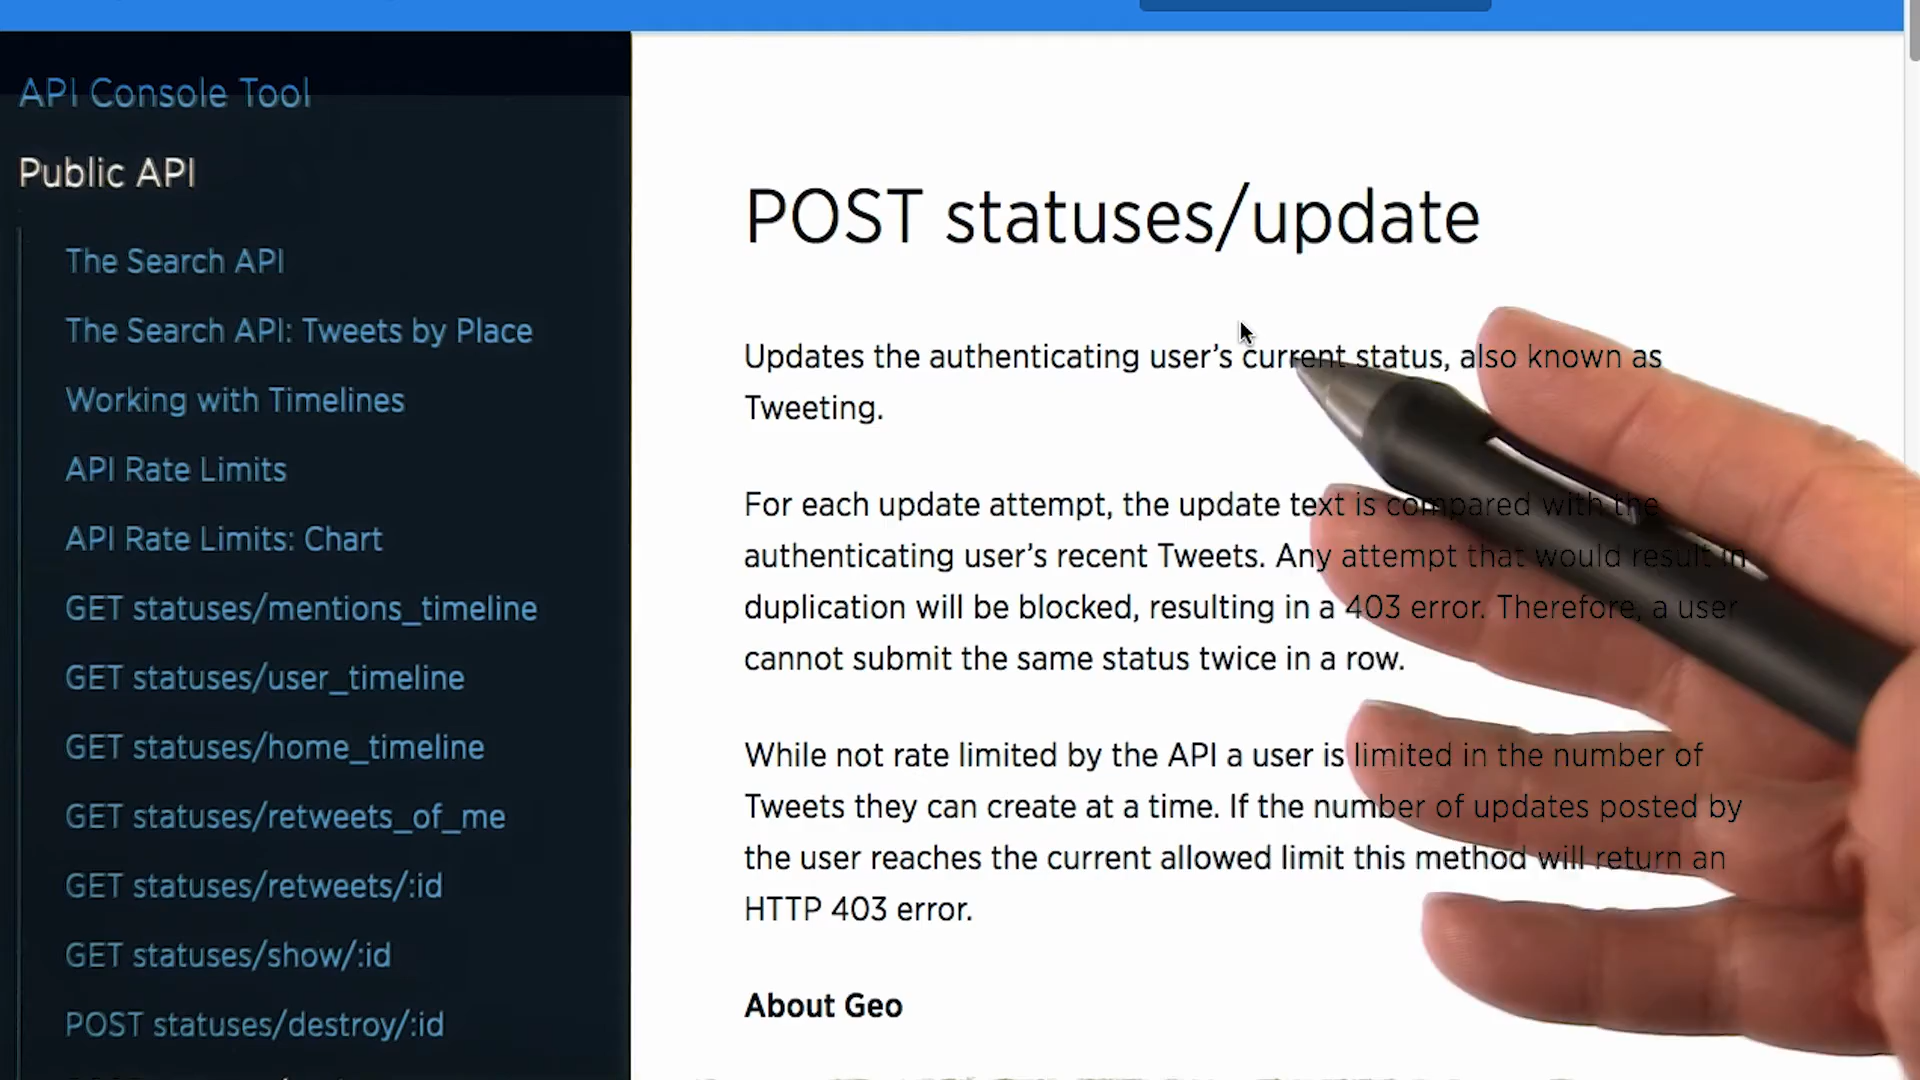 API Console Tool
Public API
The Search API
The Search API: Tweets by Place
Working with Timelines
API Rate Limits
API Rate Limits: Chart
GET statuses/mentions_timeline
GET statuses/user_timeline
GET statuses/home_timeline
GET statuses/retweets_of_me
GET statuses/retweets/:id
GET statuses/show/:id
POST statuses/destroy/:id
POST statuses/update
Updates the authenticating user’s current status, also known as
Tweeting.
For each update attempt, the update text is compared with the
authenticating user’s recent Tweets. Any attempt that would result in
duplication will be blocked, resulting in a 403 error. Therefore, a user
cannot submit the same status twice in a row.
While not rate limited by the API a user is limited in the number of
Tweets they can create at a time. If the number of updates posted by
the user reaches the current allowed limit this method will return an
HTTP 403 error.
About Geo